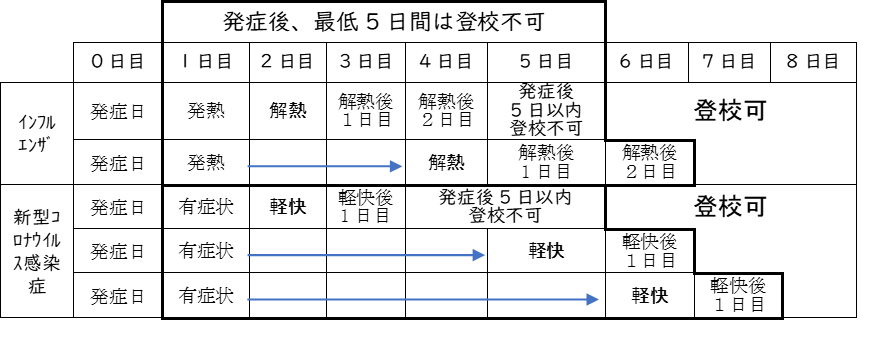 発症後、最低5日間は登校不可
0日目 1日目 2日目 3日目 4日目 5日目 6日目 7日目 8日目
ｲﾝﾌﾙ
ｴﾝｻﾞ
発症日 発熱 解熱
解熱後
1日目
解熱後
2日目
発症後
5日以内
登校不可
登校可
発症日 発熱 解熱
解熱後
1日目
解熱後
2日目
新型ｺ
ﾛﾅｳｲﾙ
ｽ感染
症
発症日 有症状 軽快
軽快後
1日目
発症後5日以内
登校不可
登校可
発症日 有症状 軽快
軽快後
1日目
発症日 有症状 軽快
軽快後
1日目